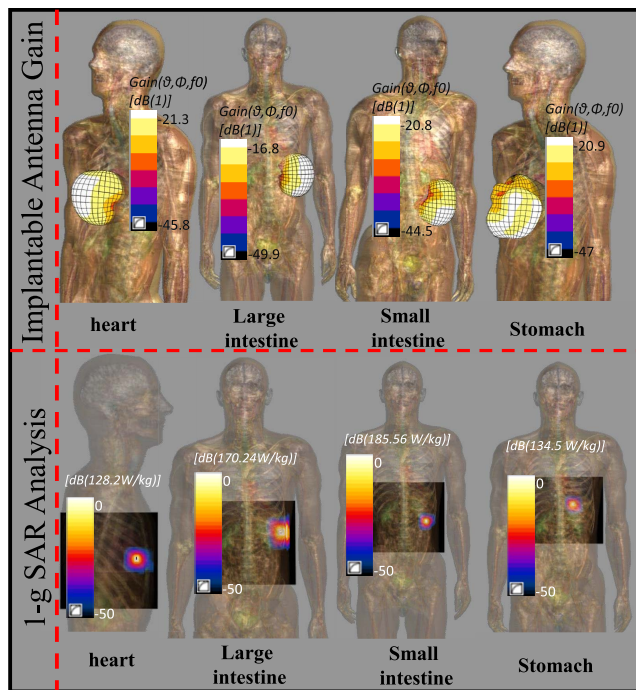 Implantable Antenna Gain
Gain(ϑ,Φ,f0)
[dB(1)]
-21.3
-45.8
heart
Gain(ϑ,Φ,f0)
[dB(1)]
-16.8
-49.9
Large
intestine
Gain(ϑ,Φ,f0)
[dB(1)]
-20.8
-44.5
Small
intestine
Gain(ϑ,Φ,f0)
[dB(1)]
-20.9
-47
Stomach
1-g SAR Analysis
[dB(128.2W/kg)]
0
-50
heart
[dB(170.24W/kg)]
0
-50
Large
intestine
[dB(185.56 W/kg)]
0
-50
Small
intestine
[dB(134.5 W/kg)]
0
-50
Stomach